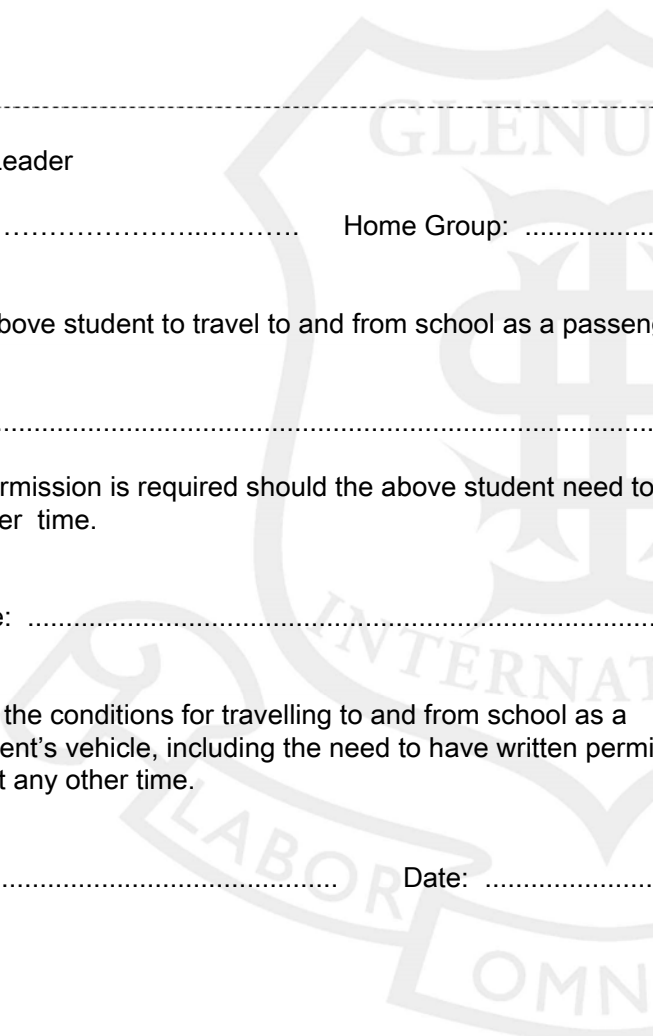 GLENU
Leader
……………………..………. Home Group: .................
bove student to travel to and from school as a passen
.....................................................................................
rmission is required should the above student need to
er time.
e: ..................................................................................
INTERNAT
the conditions for travelling to and from school as a
ent’s vehicle, including the need to have written permi
t any other time.
LABOR
............................................. Date: ......................
OMN